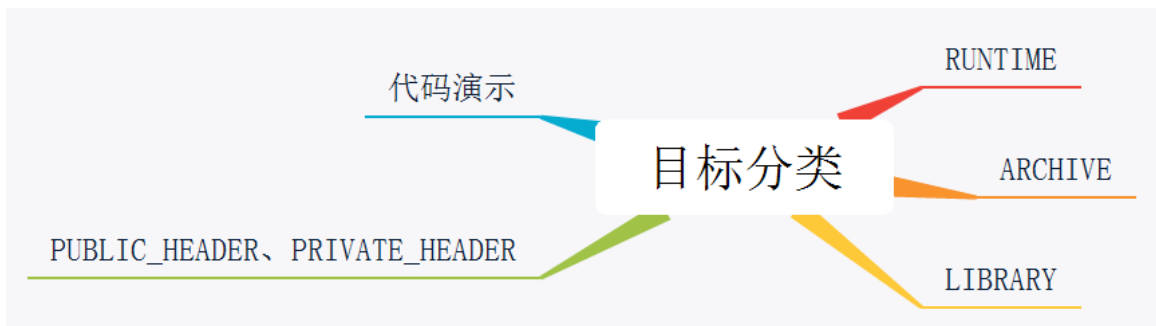 目标分类
RUNTIME
ARCHIVE
LIBRARY
代码演示
PUBLIC_HEADER、PRIVATE_HEADER